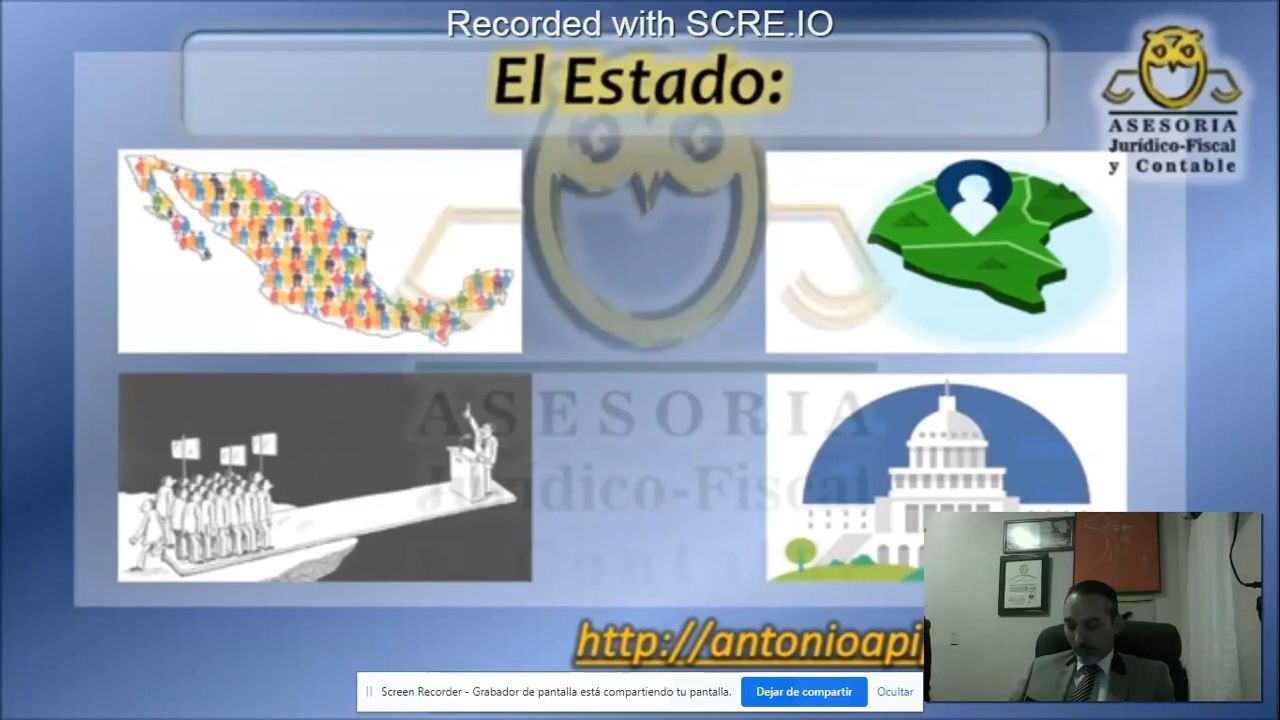 Recorded with SCRE.IO
El Estado:
ASESORIA
Jurídico-Fiscal
y Contable
ASESORIA
Jurídico-Fiscal
y Contable
http://antonioapi
Screen Recorder - Grabador de pantalla está compartiendo tu pantalla.
Dejar de compartir
Ocultar